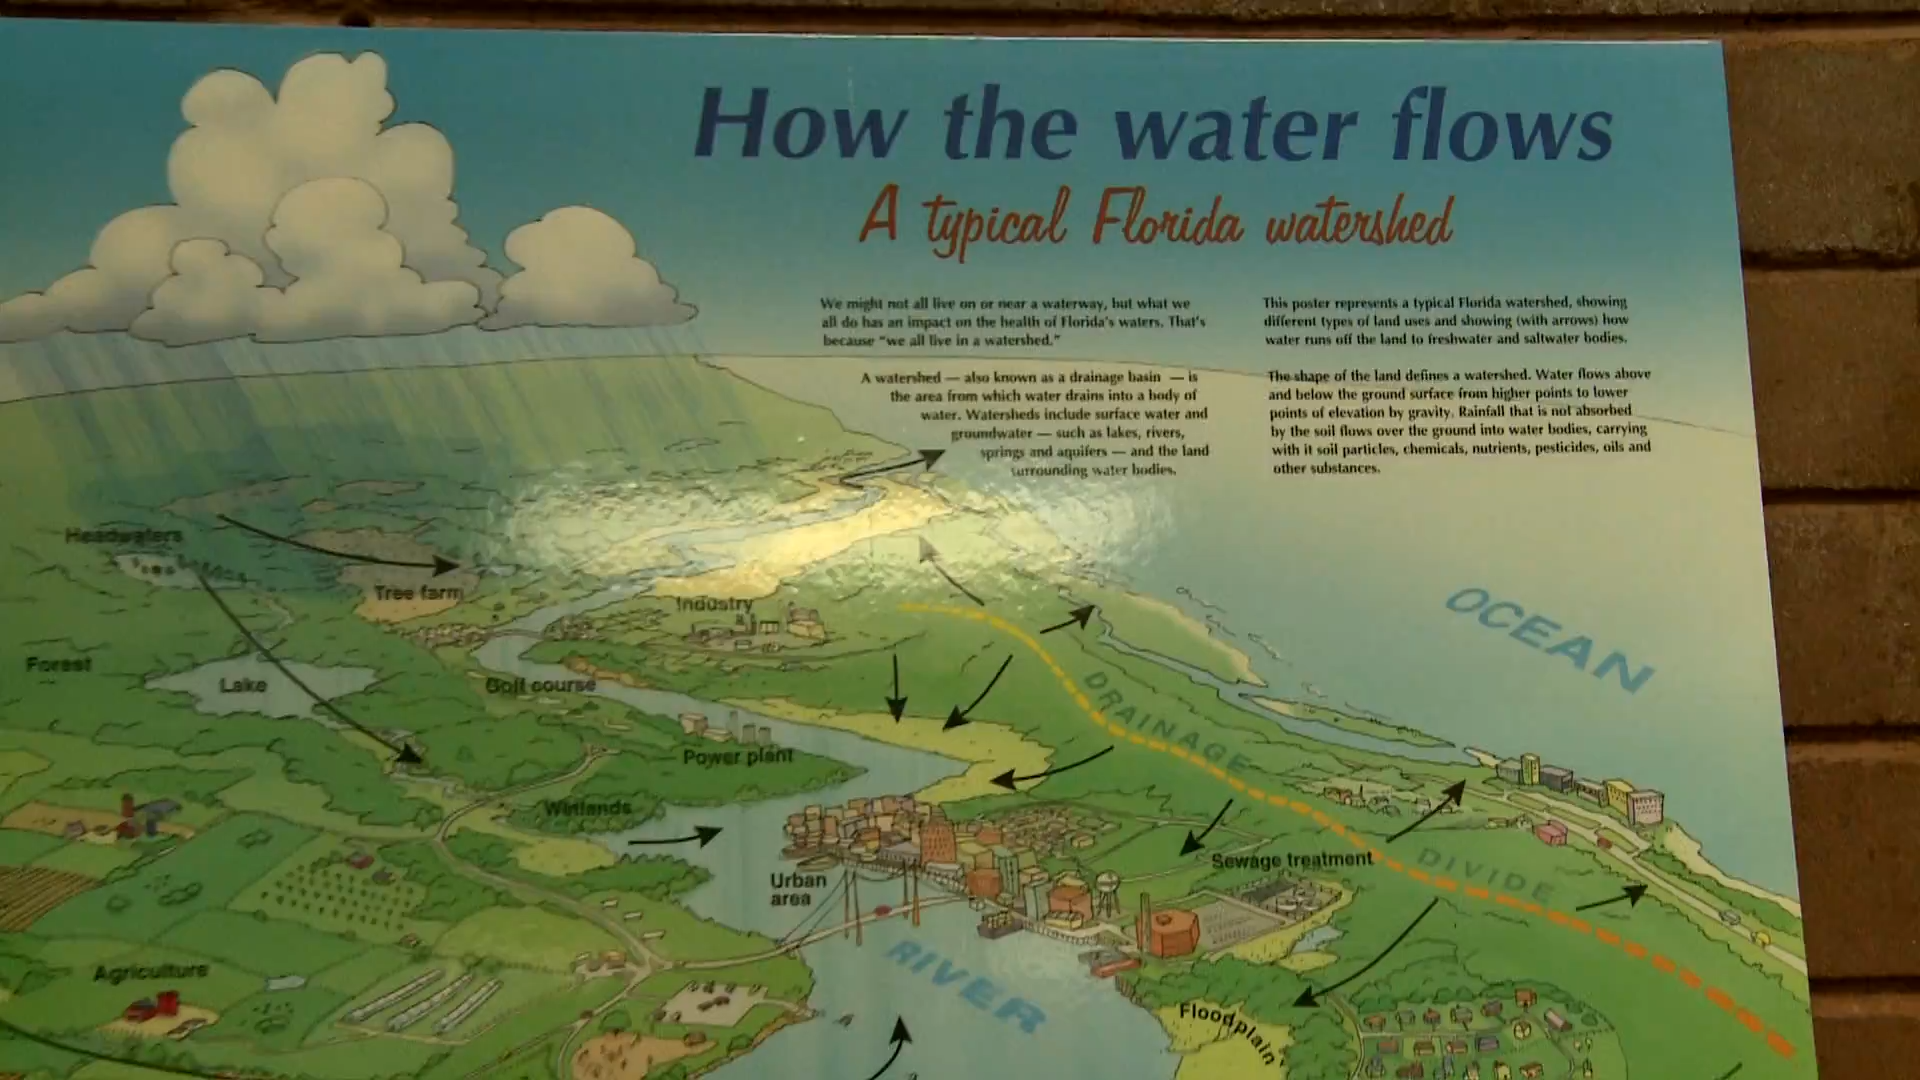 How the water flows
A typical Florida watershed
We might not all live on or near a waterway, but what we
all do has an impact on the health of Florida's waters. That's
because "we all live in a watershed."
A watershed — also known as a drainage basin — is
the area from which water drains into a body of
water. Watersheds include surface water and
groundwater — such as lakes, rivers,
springs and aquifers — and the land
surrounding water bodies.
This poster represents a typical Florida watershed, showing
different types of land uses and showing (with arrows) how
water runs off the land to freshwater and saltwater bodies.
The shape of the land defines a watershed. Water flows above
and below the ground surface from higher points to lower
points of elevation by gravity. Rainfall that is not absorbed
by the soil flows over the ground into water bodies, carrying
with it soil particles, chemicals, nutrients, pesticides, oils and
other substances.
Headwaters
Tree farm
Industry
OCEAN
Forest
Lake
Golf course
DRAINAGE
Power plant
Wetlands
Sewage treatment
DIVIDE
Urban
area
RIVER
Agriculture
Floodplain